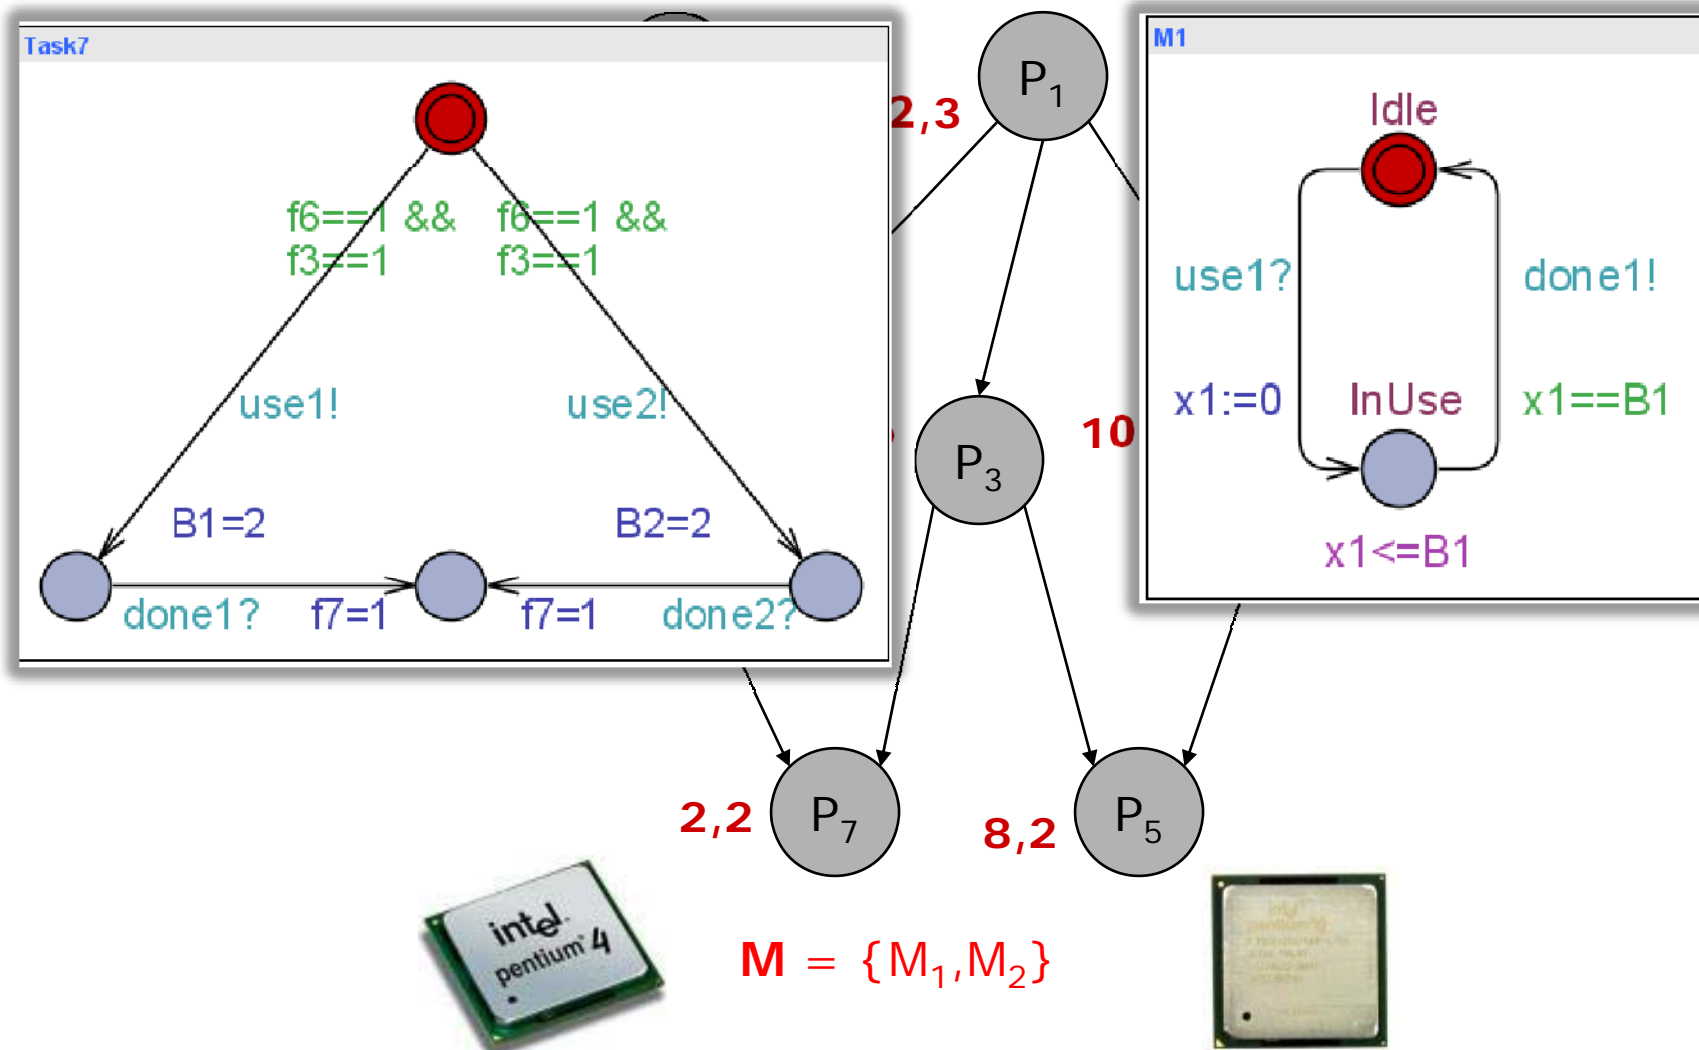 Task7
f6==1 &&
f3==1
f6==1 &&
f3==1
use1!
use2!
B1=2
B2=2
done1?
f7=1
f7=1
done2?
2,3
P1
P3
10
M1
Idle
use1?
done1!
x1:=0
InUse
x1==B1
x1<=B1
2,2
P7
8,2
P5
intel
pentium 4
M = {M1,M2}